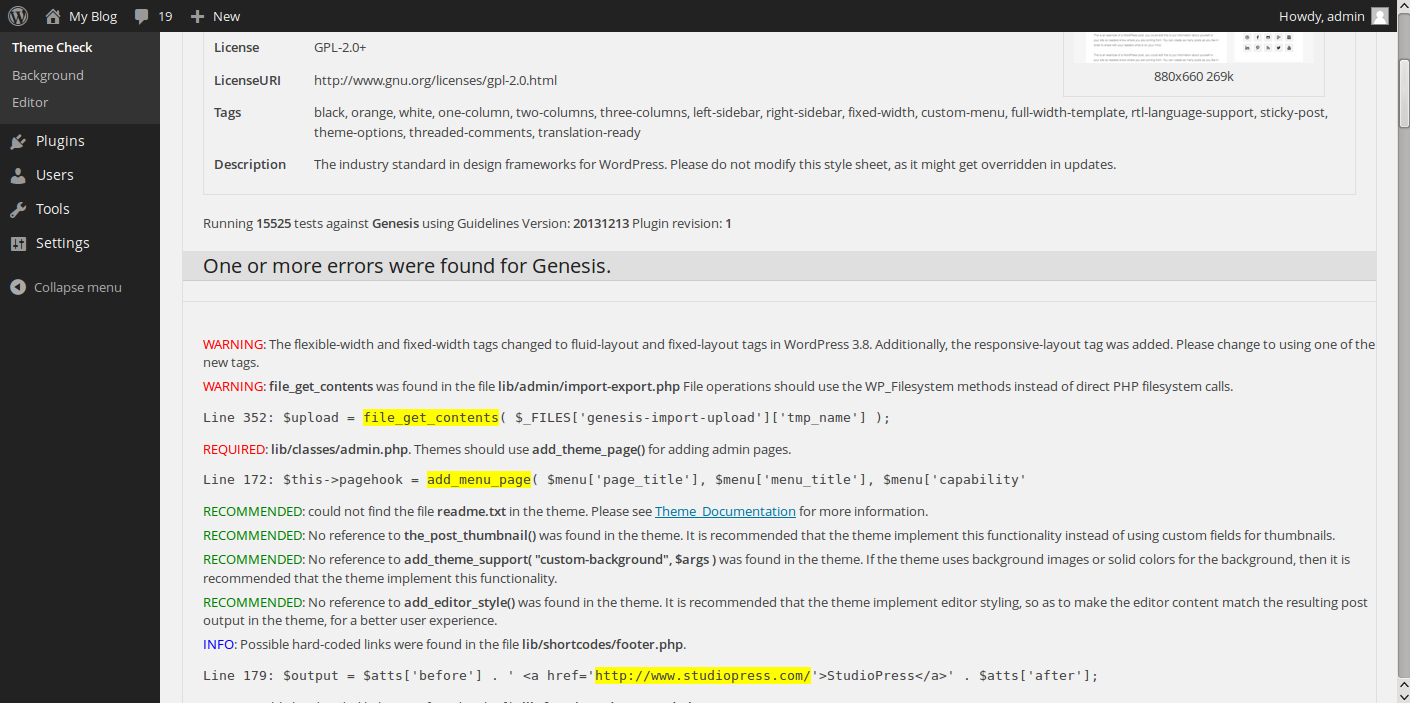 My Blog 19 New Howdy, admin
Theme Check
Background
Editor
Plugins
Users
Tools
Settings
Collapse menu
License GPL-2.0+
LicenseURI http://www.gnu.org/licenses/gpl-2.0.html
880x660 269k
Tags black, orange, white, one-column, two-columns, three-columns, left-sidebar, right-sidebar, fixed-width, custom-menu, full-width-template, rtl-language-support, sticky-post,
theme-options, threaded-comments, translation-ready
Description The industry standard in design frameworks for WordPress. Please do not modify this style sheet, as it might get overridden in updates.
Running 15525 tests against Genesis using Guidelines Version: 20131213 Plugin revision: 1
One or more errors were found for Genesis.
WARNING: The flexible-width and fixed-width tags changed to fluid-layout and fixed-layout tags in WordPress 3.8. Additionally, the responsive-layout tag was added. Please change to using one of the
new tags.
WARNING: file_get_contents was found in the file lib/admin/import-export.php File operations should use the WP_Filesystem methods instead of direct PHP filesystem calls.
Line 352: $upload = file_get_contents( $_FILES['genesis-import-upload']['tmp_name'] );
REQUIRED: lib/classes/admin.php. Themes should use add_theme_page() for adding admin pages.
Line 172: $this->pagehook = add_menu_page( $menu['page_title'], $menu['menu_title'], $menu['capability'
RECOMMENDED: could not find the file readme.txt in the theme. Please see Theme_Documentation for more information.
RECOMMENDED: No reference to the_post_thumbnail() was found in the theme. It is recommended that the theme implement this functionality instead of using custom fields for thumbnails.
RECOMMENDED: No reference to add_theme_support( "custom-background", $args ) was found in the theme. If the theme uses background images or solid colors for the background, then it is
recommended that the theme implement this functionality.
RECOMMENDED: No reference to add_editor_style() was found in the theme. It is recommended that the theme implement editor styling, so as to make the editor content match the resulting post
output in the theme, for a better user experience.
INFO: Possible hard-coded links were found in the file lib/shortcodes/footer.php.
Line 179: $output = $atts['before'] . ' <a href='http://www.studiopress.com/'>StudioPress</a>' . $atts['after'];